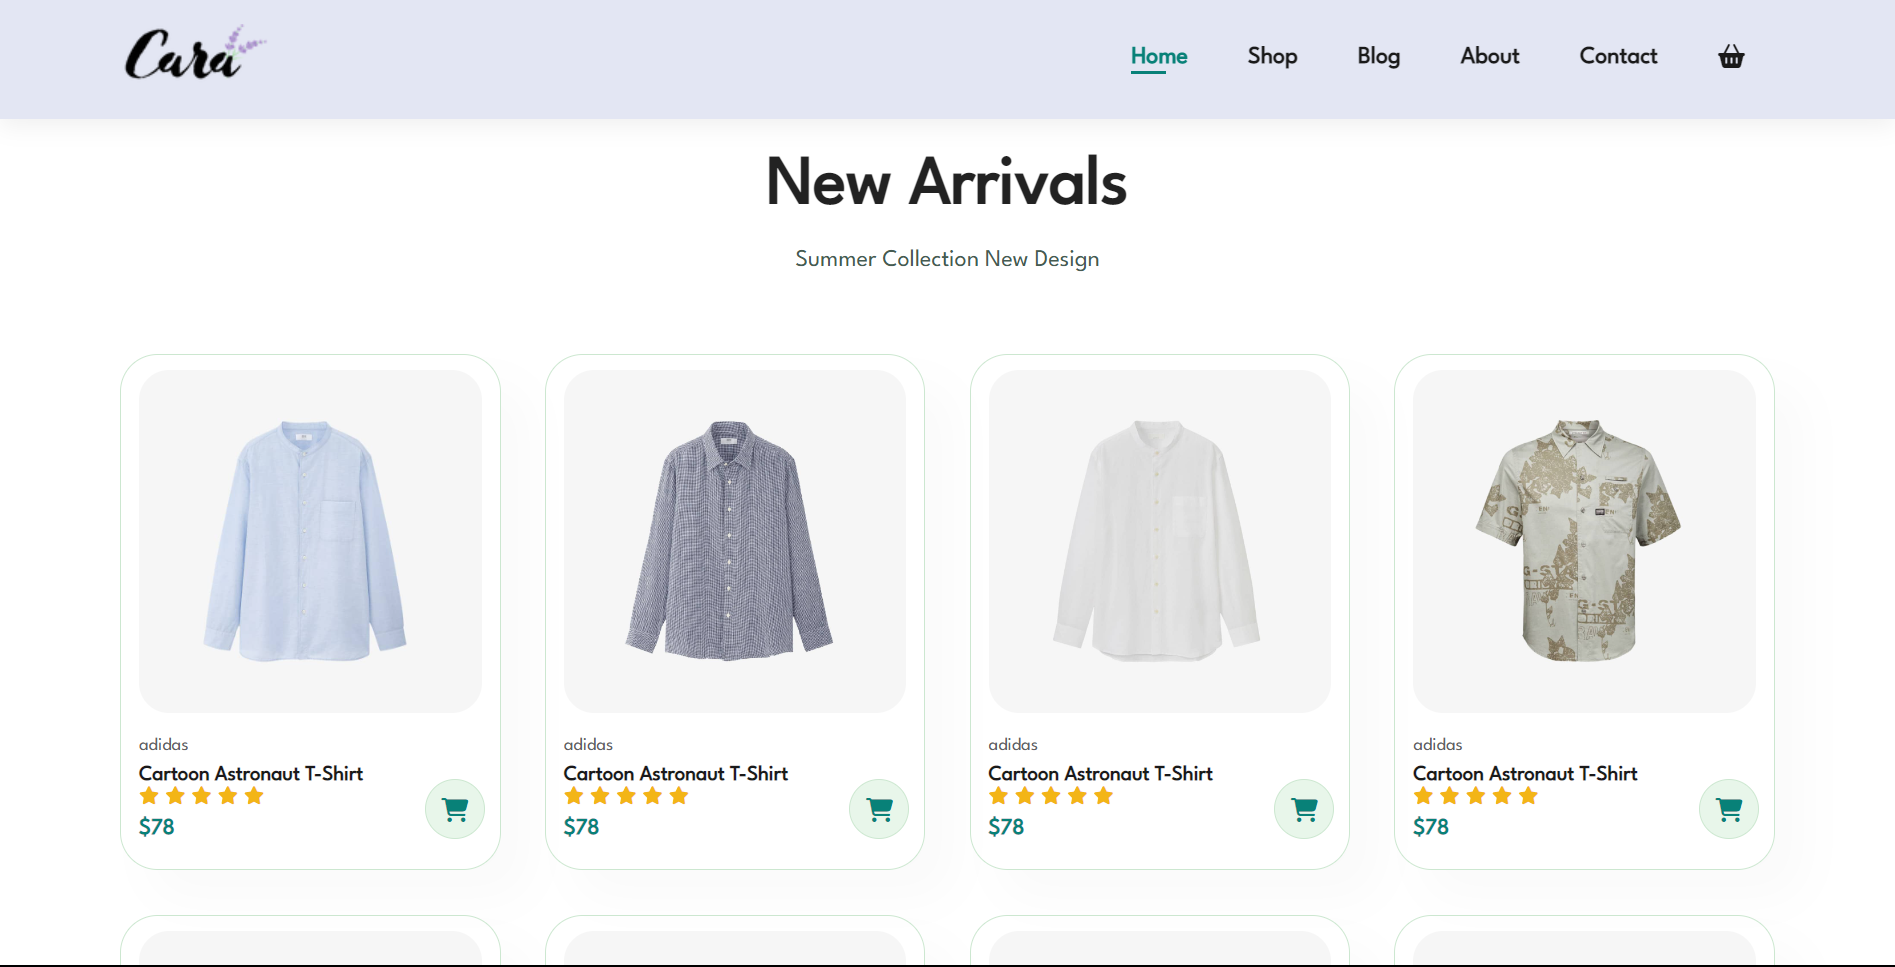 Cara
Home Shop Blog About Contact
New Arrivals
Summer Collection New Design
adidas
Cartoon Astronaut T-Shirt
$78
adidas
Cartoon Astronaut T-Shirt
$78
adidas
Cartoon Astronaut T-Shirt
$78
adidas
Cartoon Astronaut T-Shirt
$78